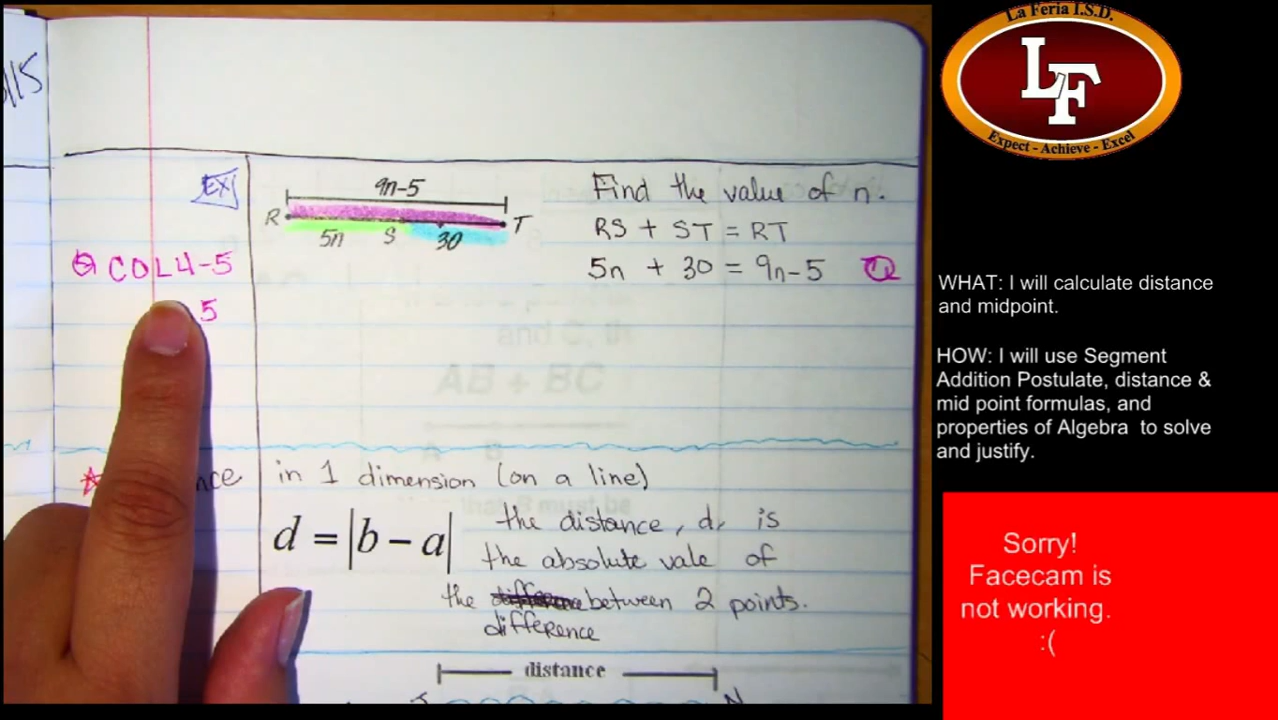 /15
EX
9n-5
R
T
5n
S
30
Find the value of n.
RS + ST = RT
5n + 30 = 9n-5
COL4-5
5
in 1 dimension (on a line)
d = |b - a|
the distance, d, is
the absolute vale of
the between 2 points.
difference
distance
N
La Feria I.S.D.
LF
Expect - Achieve - Excel
WHAT: I will calculate distance
and midpoint.
HOW: I will use Segment
Addition Postulate, distance &
mid point formulas, and
properties of Algebra to solve
and justify.
Sorry!
Facecam is
not working.
:(